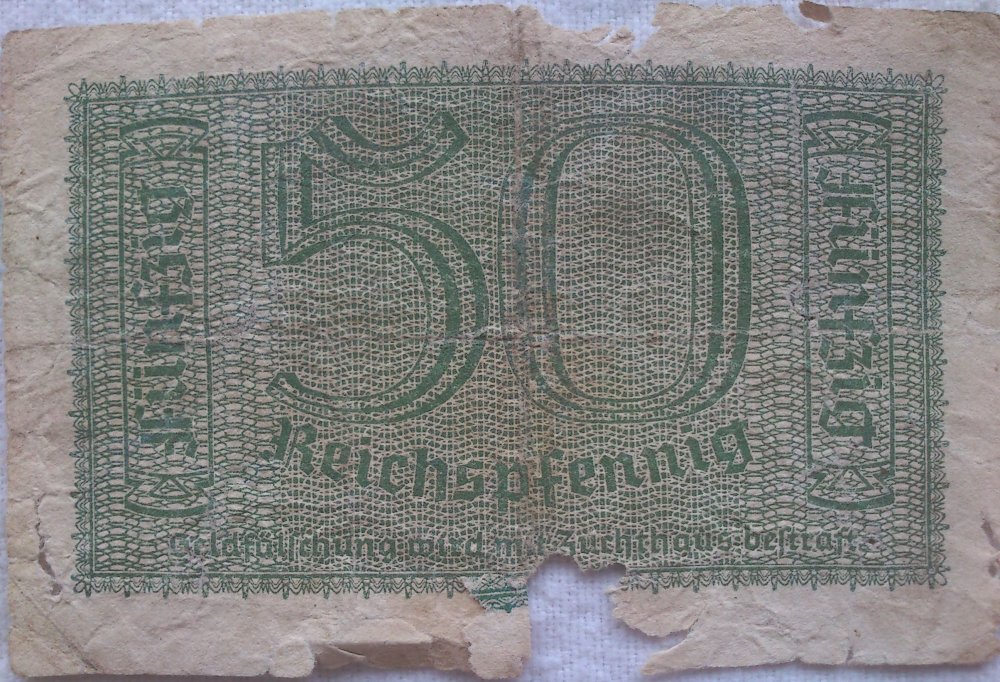 Fünfzig
50
Reichspfennig
Fünfzig
Geldfälschung wird mit Zuchthaus bestraft